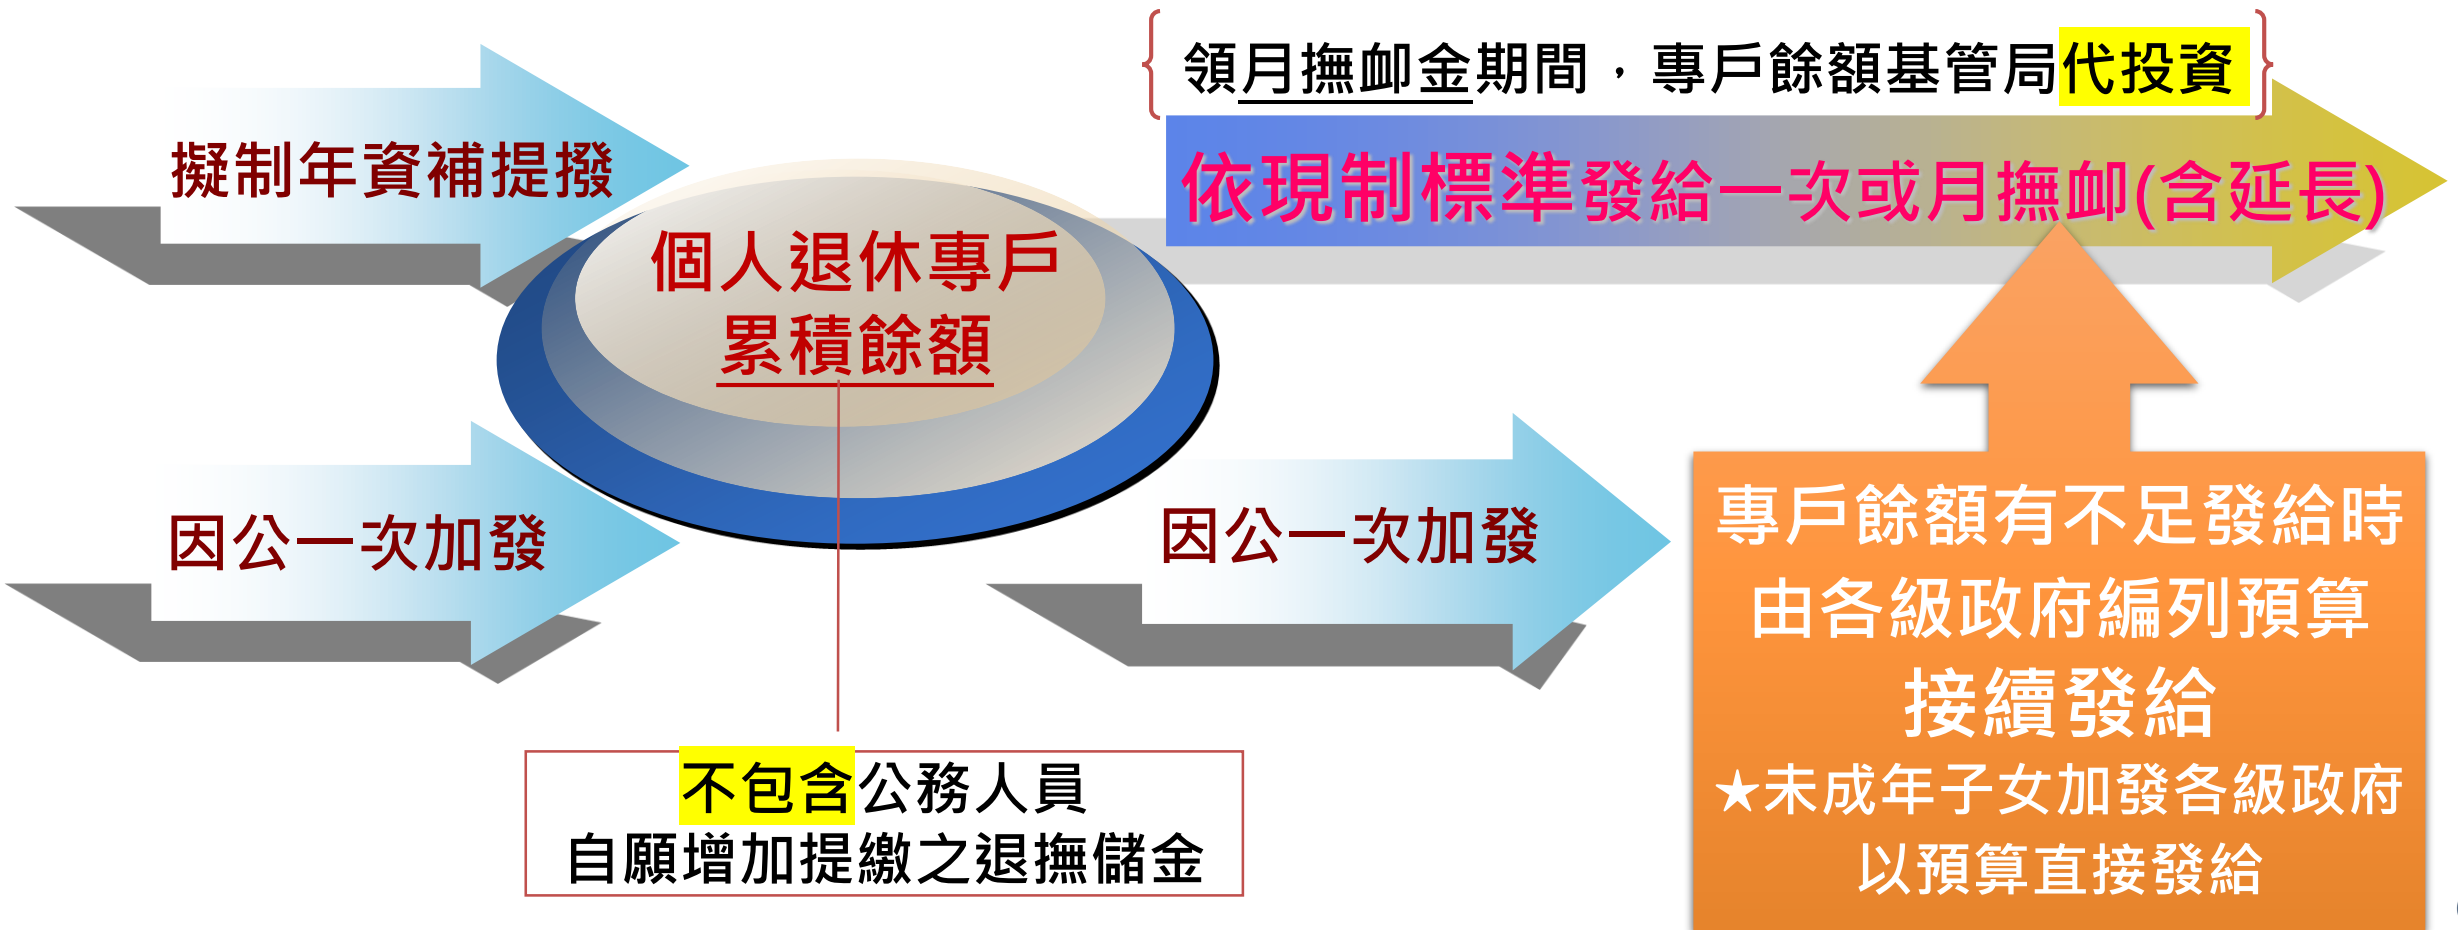 領月撫卹金期間，專戶餘額基管局代投資
擬制年資補提撥
依現制標準發給一次或月撫卹(含延長)
個人退休專戶
累積餘額
因公一次加發
因公一次加發
專戶餘額有不足發給時
由各級政府編列預算
接續發給
★未成年子女加發各級政府
以預算直接發給
不包含公務人員
自願增加提繳之退撫儲金